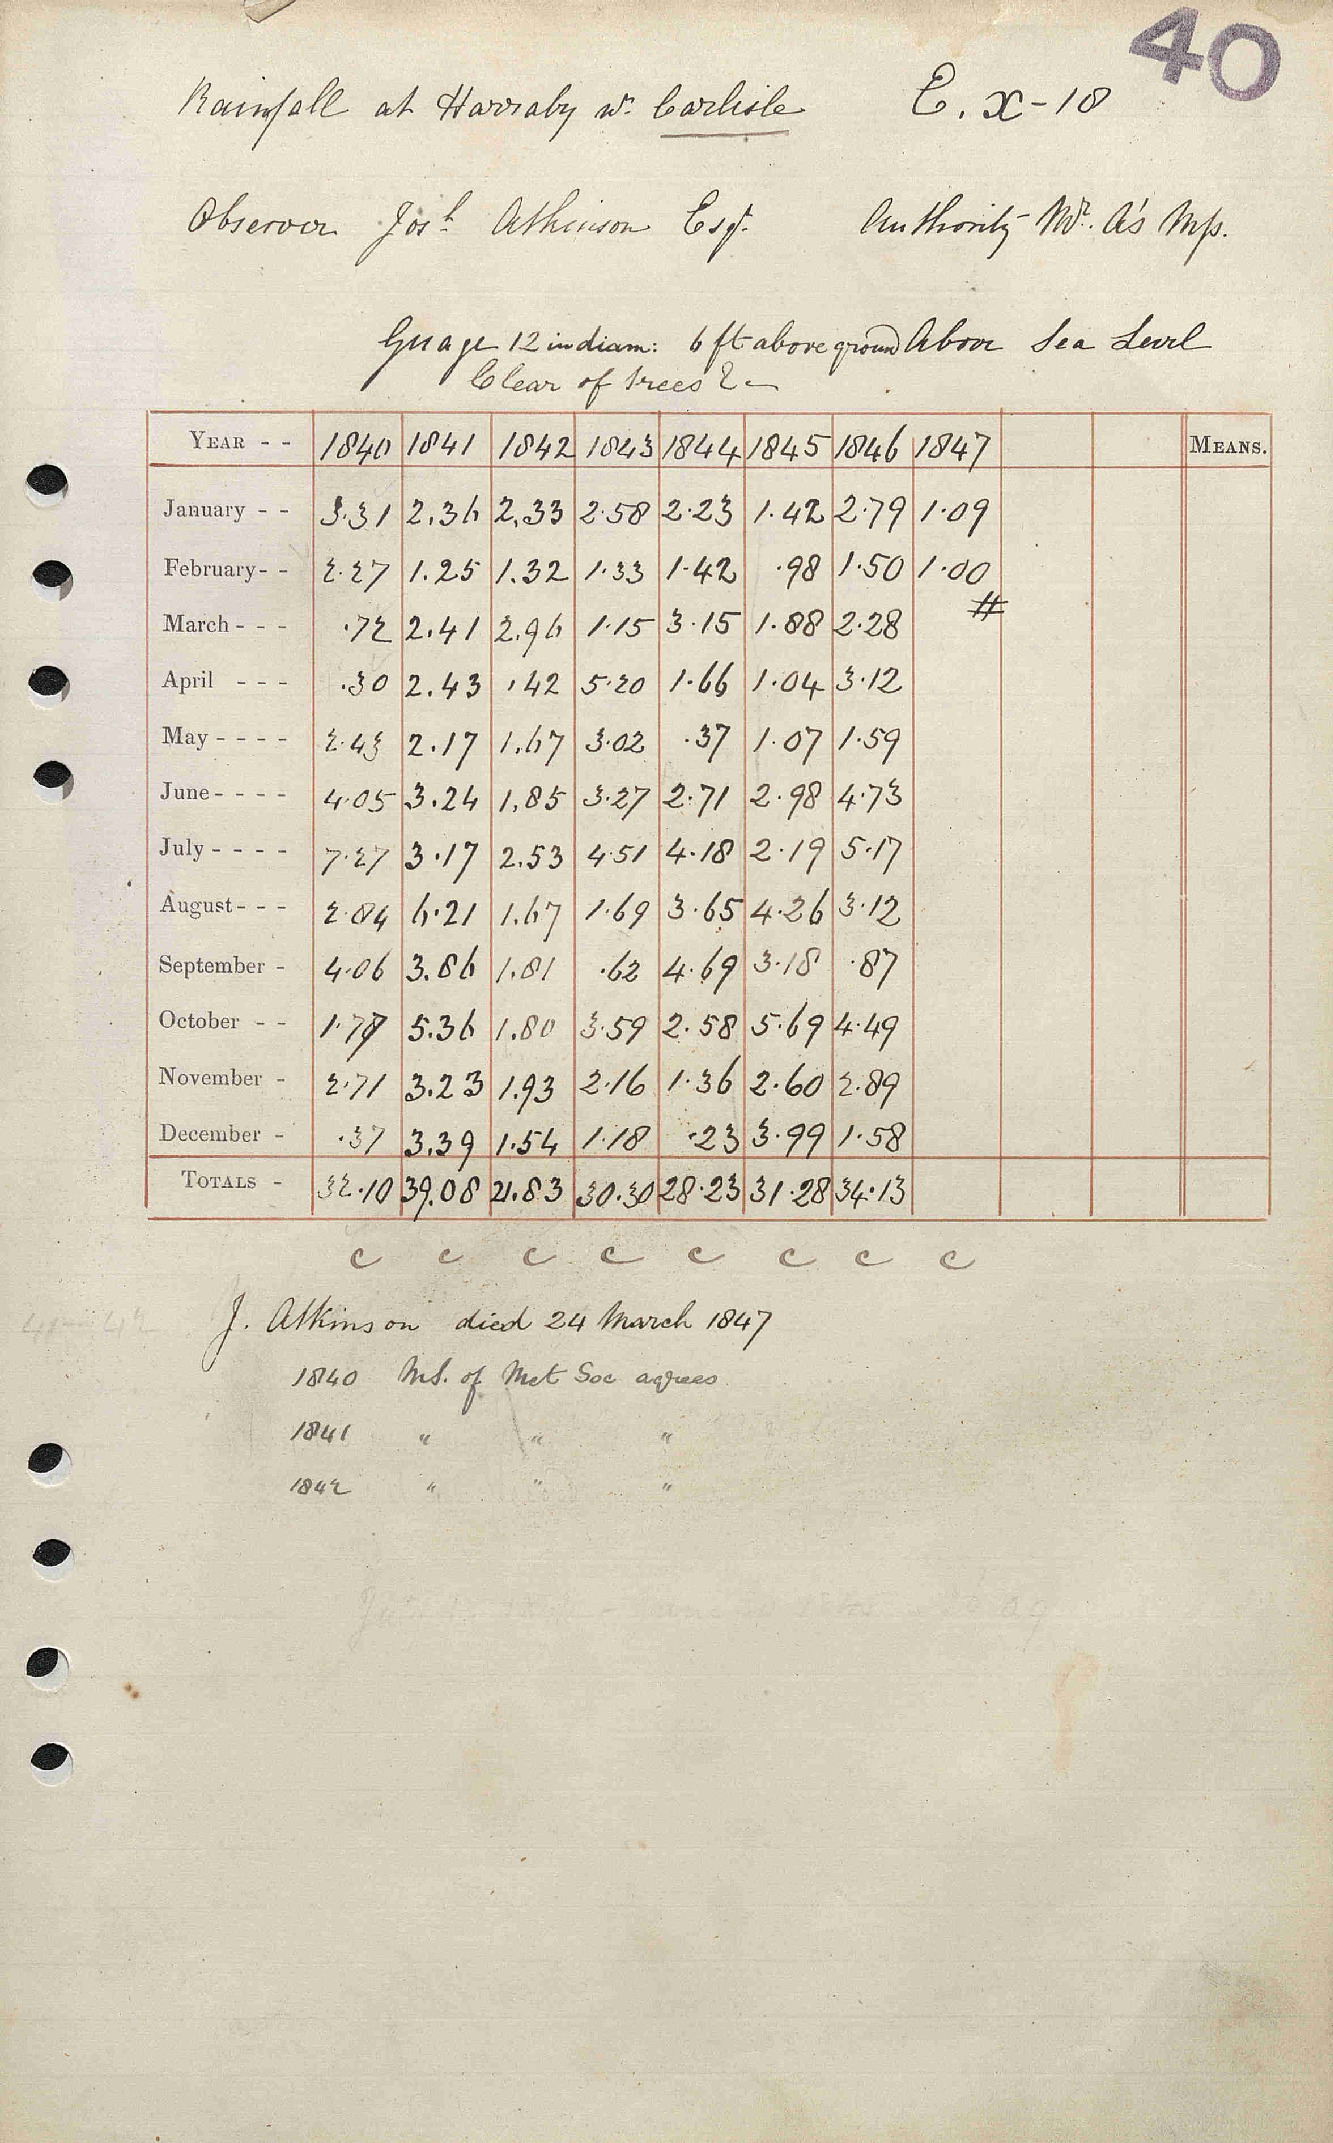 40
Rainfall at Harraby nr. Carlisle E. X-18
Observer Josh Atkinson Esqr. Authority Mr. A's Mss.
Guage 12 in diam: 6 ft above ground Above Sea Level
Clear of trees &c
YEAR - - 1840 1841 1842 1843 1844 1845 1846 1847 MEANS.
January - - 3.31 2.36 2.33 2.58 2.23 1.42 2.79 1.09
February - - 2.27 1.25 1.32 1.33 1.42 .98 1.50 1.00
#
March - - - .72 2.41 2.96 1.15 3.15 1.88 2.28
April - - - .30 2.43 .42 5.20 1.66 1.04 3.12
May - - - - 2.43 2.17 1.67 3.02 .37 1.07 1.59
June - - - - 4.05 3.24 1.85 3.27 2.71 2.98 4.73
July - - - - 7.27 3.17 2.53 4.51 4.18 2.19 5.17
August - - - 2.84 6.21 1.67 1.69 3.65 4.26 3.12
September - 4.06 3.86 1.81 .62 4.69 3.18 .87
October - - 1.77 5.36 1.80 3.59 2.58 5.69 4.49
November - 2.71 3.23 1.93 2.16 1.36 2.60 2.89
December - .37 3.39 1.54 1.18 .23 3.99 1.58
TOTALS - 32.10 39.08 21.83 30.30 28.23 31.28 34.13
c c c c c c c c
J. Atkinson died 24 March 1847
41 - 42
1840 MS. of Met Soc agrees
1841 " " "
1842 " " "